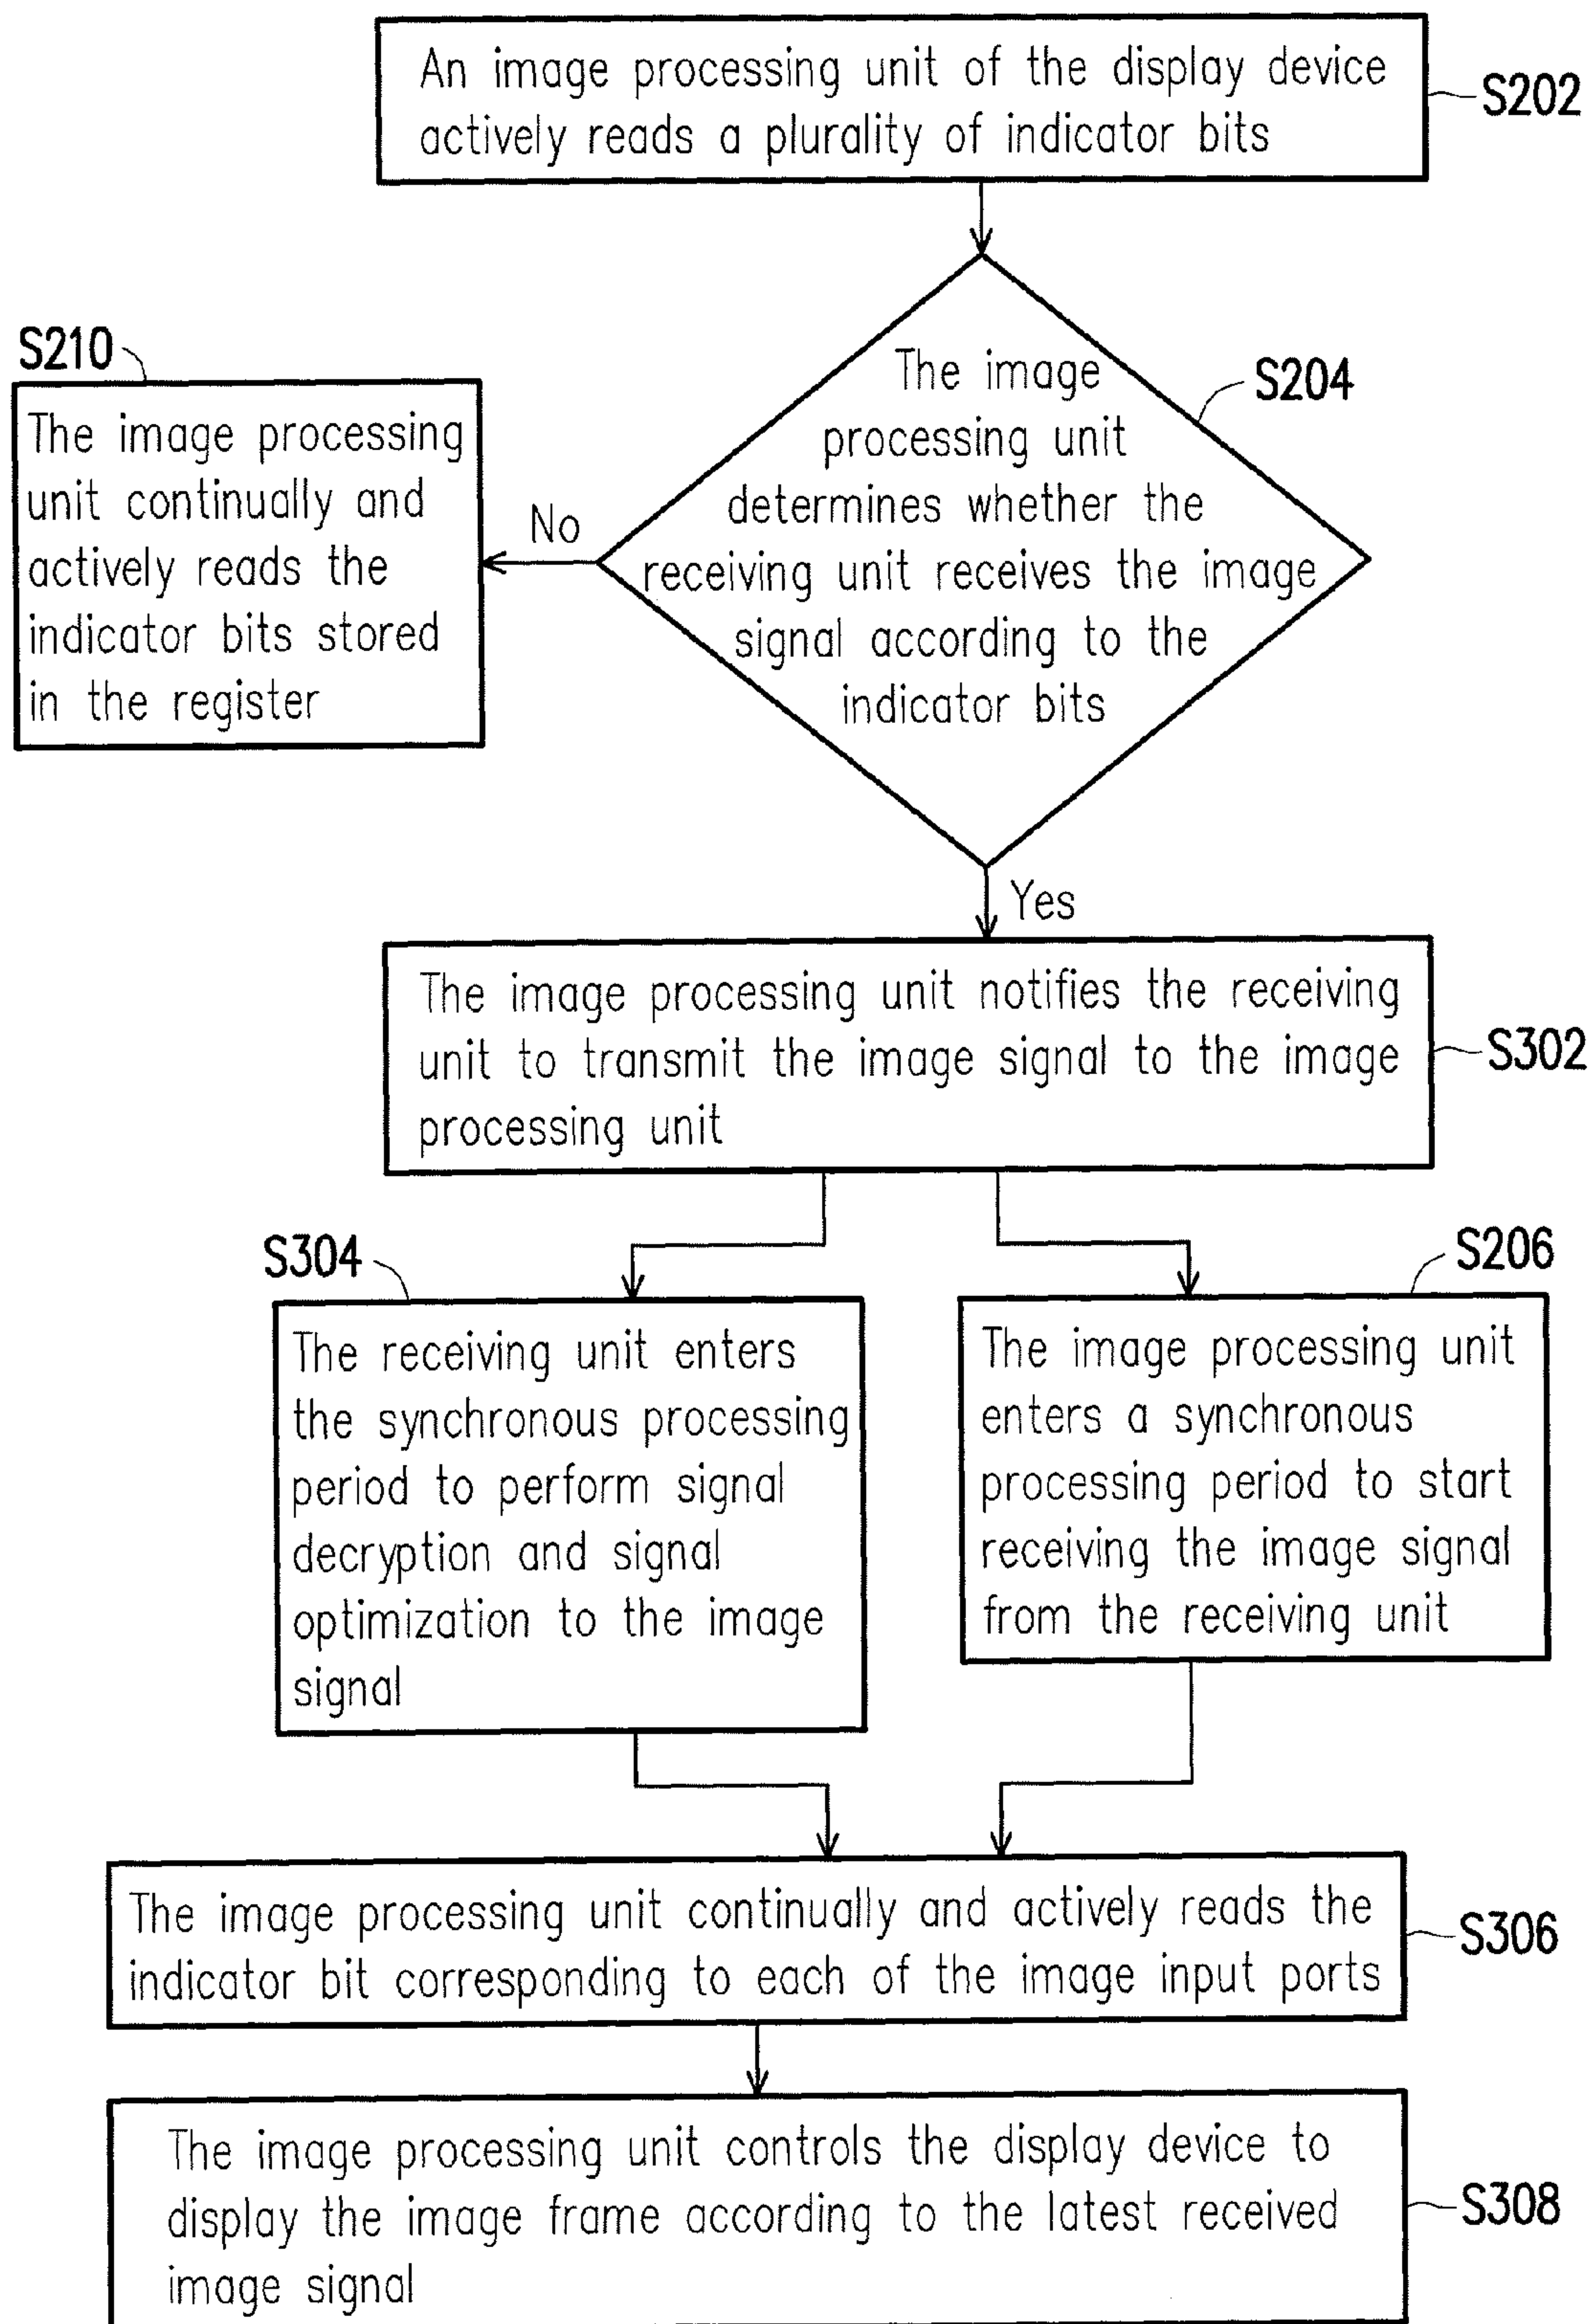 An image processing unit of the display device
actively reads a plurality of indicator bits
S202
S210
The image processing
unit continually and
actively reads the
indicator bits stored
in the register
No
The image
processing unit
determines whether the
receiving unit receives the image
signal according to the
indicator bits
S204
Yes
The image processing unit notifies the receiving
unit to transmit the image signal to the image
processing unit
S302
S304
The receiving unit enters
the synchronous processing
period to perform signal
decryption and signal
optimization to the image
signal
S206
The image processing unit
enters a synchronous
processing period to start
receiving the image signal
from the receiving unit
The image processing unit continually and actively reads the
indicator bit corresponding to each of the image input ports
S306
The image processing unit controls the display device to
display the image frame according to the latest received
image signal
S308